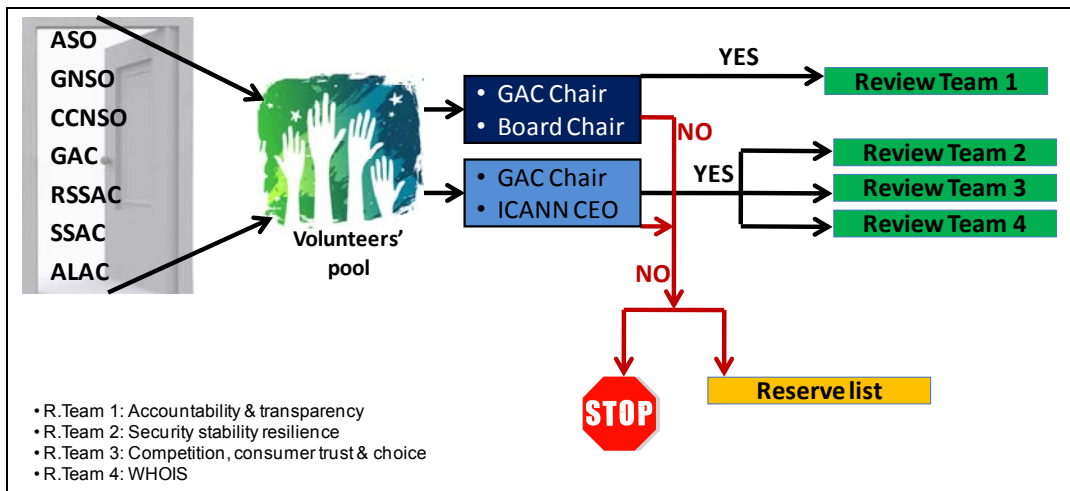 ASO
GNSO
CCNSO
GAC
RSSAC
SSAC
ALAC
Volunteers'
pool
• GAC Chair
• Board Chair
• GAC Chair
• ICANN CEO
YES
NO
YES
NO
Review Team 1
Review Team 2
Review Team 3
Review Team 4
STOP
Reserve list
• R.Team 1: Accountability & transparency
• R.Team 2: Security stability resilience
• R.Team 3: Competition, consumer trust & choice
• R.Team 4: WHOIS